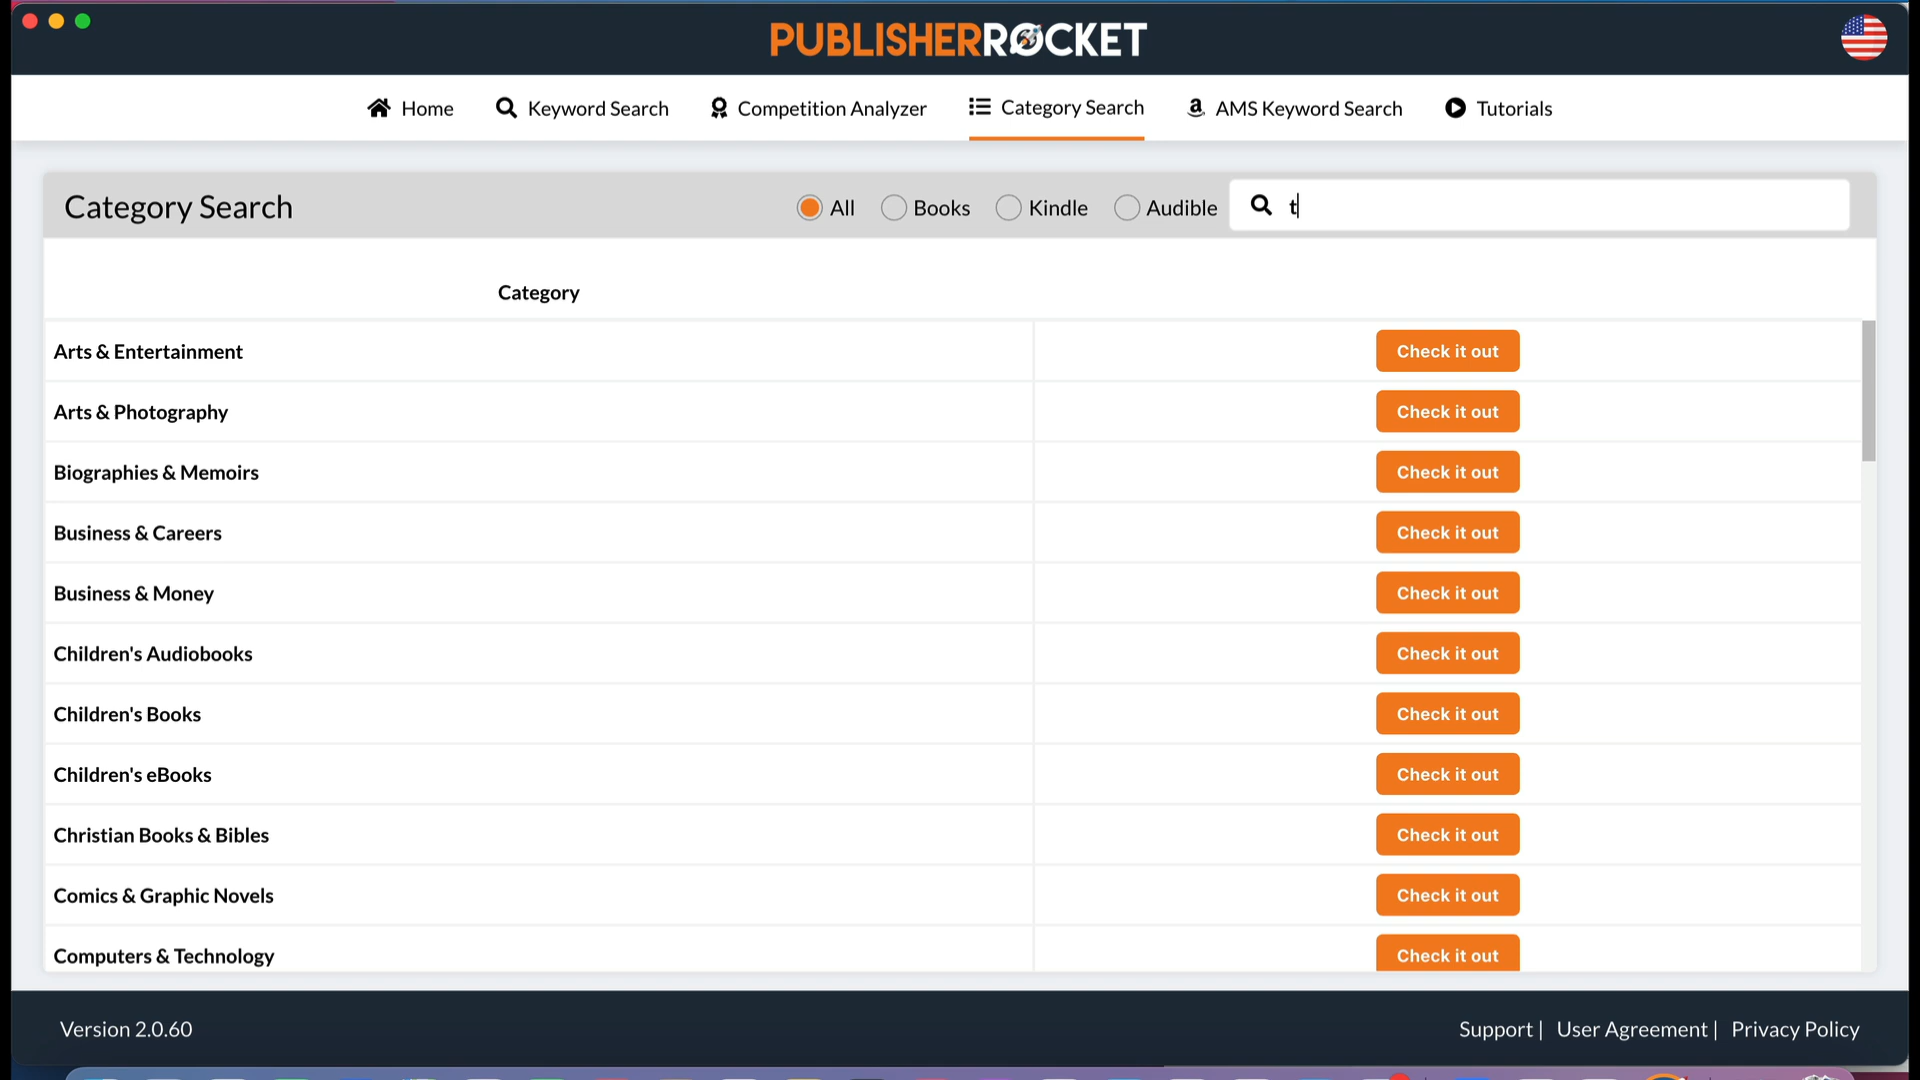 PUBLISHERROCKET
Home Keyword Search Competition Analyzer Category Search AMS Keyword Search Tutorials
Category Search All Books Kindle Audible t
Category
Arts & Entertainment Check it out
Arts & Photography Check it out
Biographies & Memoirs Check it out
Business & Careers Check it out
Business & Money Check it out
Children's Audiobooks Check it out
Children's Books Check it out
Children's eBooks Check it out
Christian Books & Bibles Check it out
Comics & Graphic Novels Check it out
Computers & Technology Check it out
Version 2.0.60 Support | User Agreement | Privacy Policy